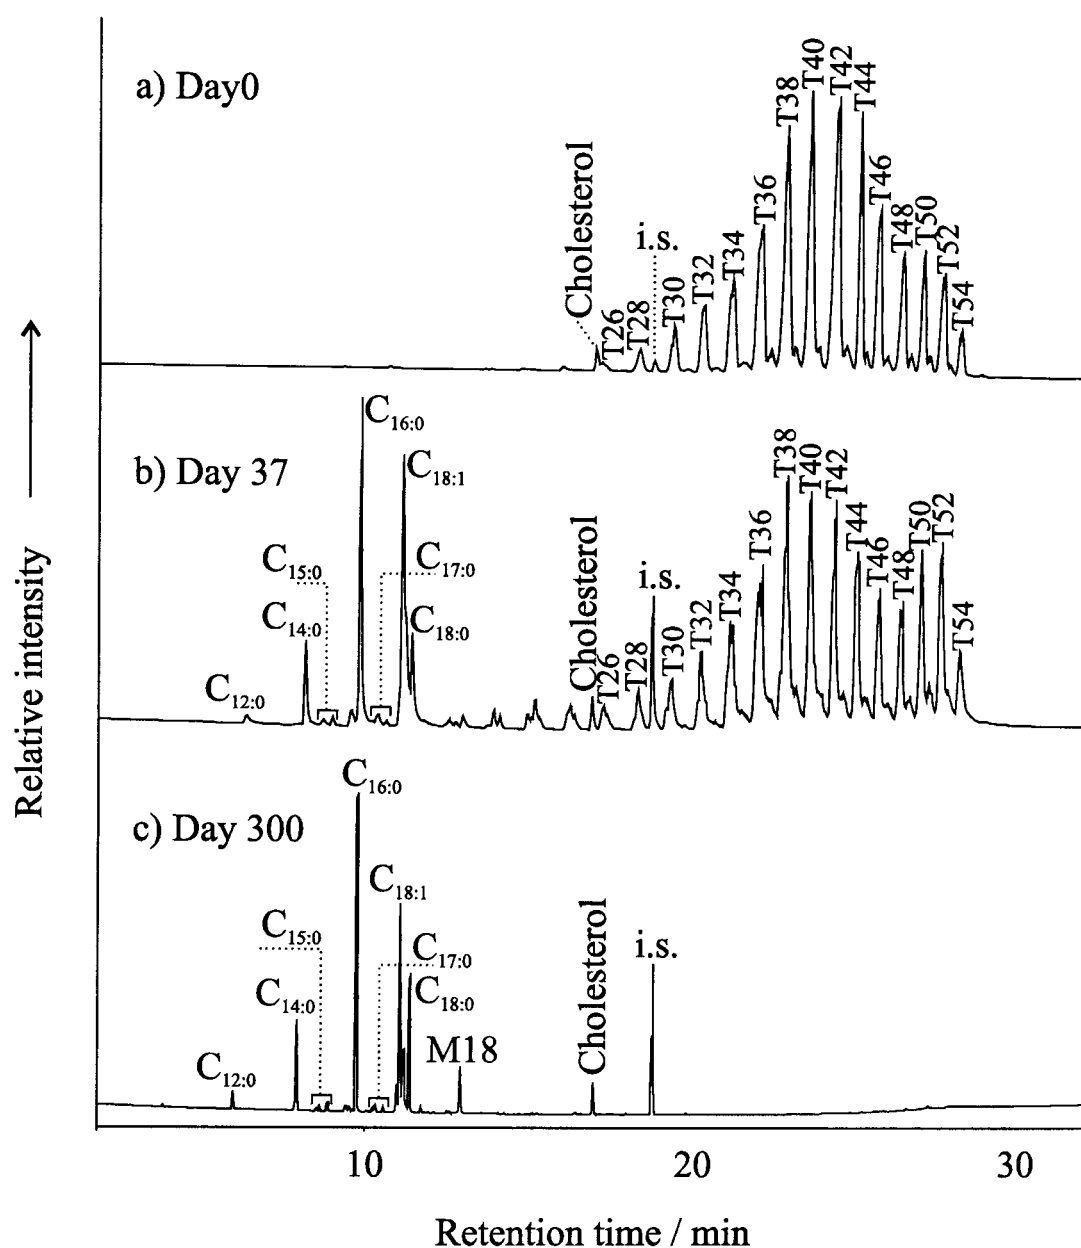 a) Day0
Cholesterol
T26
T28
i.s.
T30
T32
T34
T36
T38
T40
T42
T44
T46
T48
T50
T52
T54
b) Day 37
C12:0
C14:0
C15:0
C16:0
C17:0
C18:1
C18:0
Cholesterol
T26
T28
i.s.
T30
T32
T34
T36
T38
T40
T42
T44
T46
T48
T50
T52
T54
c) Day 300
C12:0
C14:0
C15:0
C16:0
C18:1
C17:0
C18:0
M18
Cholesterol
i.s.
Relative intensity
10
20
30
Retention time / min